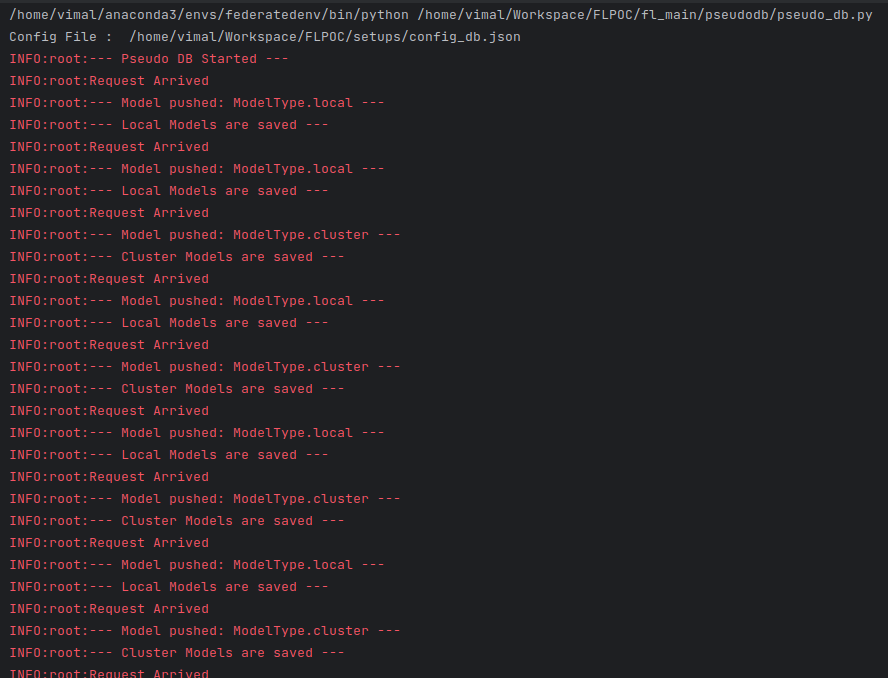 /home/vimal/anaconda3/envs/federatedenv/bin/python /home/vimal/Workspace/FLPOC/fl_main/pseudodb/pseudo_db.py
Config File :  /home/vimal/Workspace/FLPOC/setups/config_db.json
INFO:root:--- Pseudo DB Started ---
INFO:root:Request Arrived
INFO:root:--- Model pushed: ModelType.local ---
INFO:root:--- Local Models are saved ---
INFO:root:Request Arrived
INFO:root:--- Model pushed: ModelType.local ---
INFO:root:--- Local Models are saved ---
INFO:root:Request Arrived
INFO:root:--- Model pushed: ModelType.cluster ---
INFO:root:--- Cluster Models are saved ---
INFO:root:Request Arrived
INFO:root:--- Model pushed: ModelType.local ---
INFO:root:--- Local Models are saved ---
INFO:root:Request Arrived
INFO:root:--- Model pushed: ModelType.cluster ---
INFO:root:--- Cluster Models are saved ---
INFO:root:Request Arrived
INFO:root:--- Model pushed: ModelType.local ---
INFO:root:--- Local Models are saved ---
INFO:root:Request Arrived
INFO:root:--- Model pushed: ModelType.cluster ---
INFO:root:--- Cluster Models are saved ---
INFO:root:Request Arrived
INFO:root:--- Model pushed: ModelType.local ---
INFO:root:--- Local Models are saved ---
INFO:root:Request Arrived
INFO:root:--- Model pushed: ModelType.cluster ---
INFO:root:--- Cluster Models are saved ---
INFO:root:Request Arrived